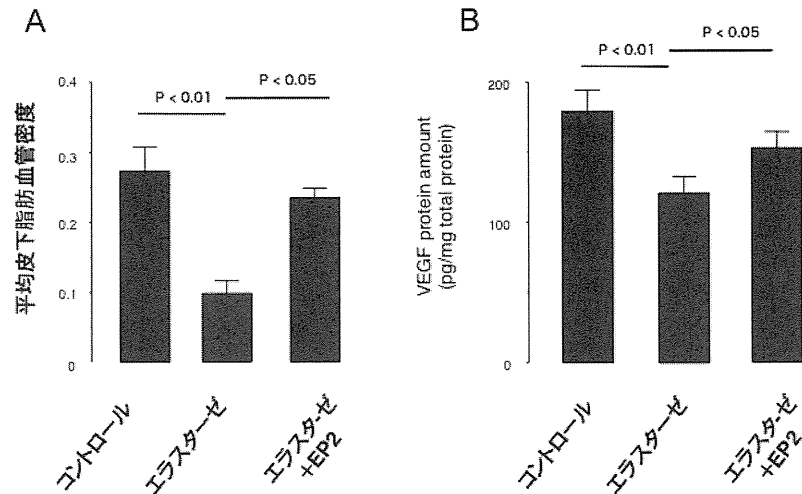 A
平均皮下脂肪血管密度
0.4
0.3
0.2
0.1
0
P < 0.01
P < 0.05
コントロール
エラスターゼ
エラスターゼ
+EP2
B
VEGF protein amount
(pg/mg total protein)
200
100
0
P < 0.01
P < 0.05
コントロール
エラスターゼ
エラスターゼ
+EP2